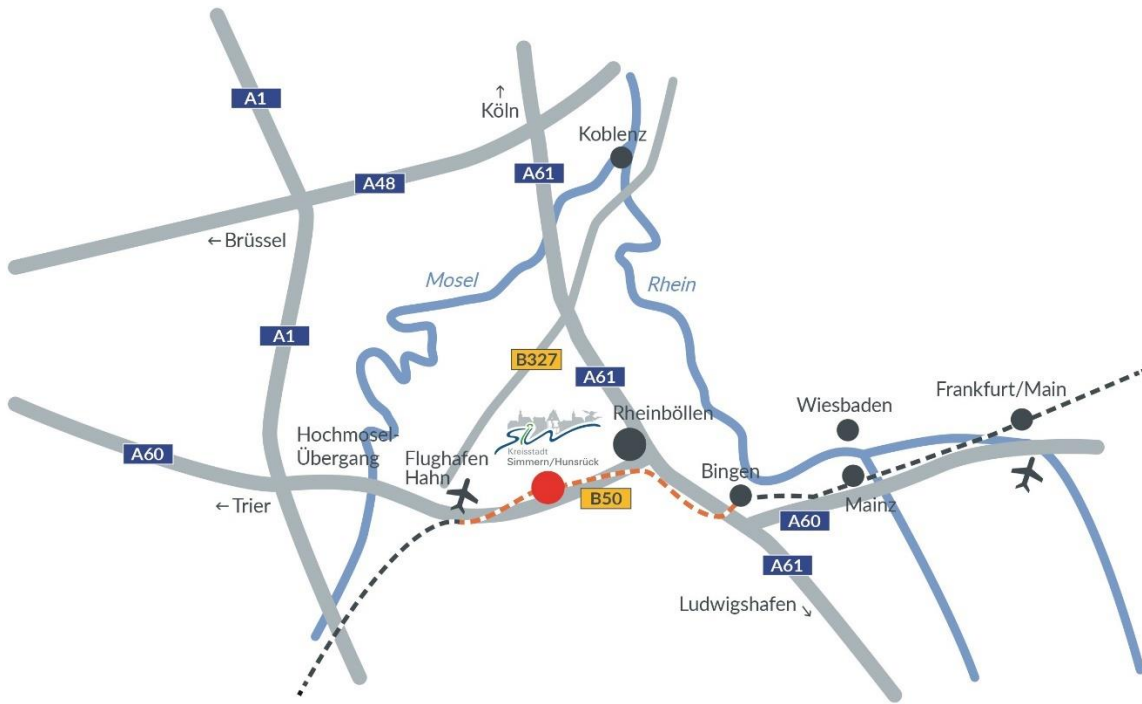 A1
↑
Köln
Koblenz
A61
A48
← Brüssel
Mosel
Rhein
A1
B327
A61
Frankfurt/Main
Wiesbaden
Rheinböllen
Kreisstadt
Simmern/Hunsrück
Hochmosel-
Übergang
A60
Flughafen
Hahn
Bingen
← Trier
B50
Mainz
A60
A61
Ludwigshafen ↘